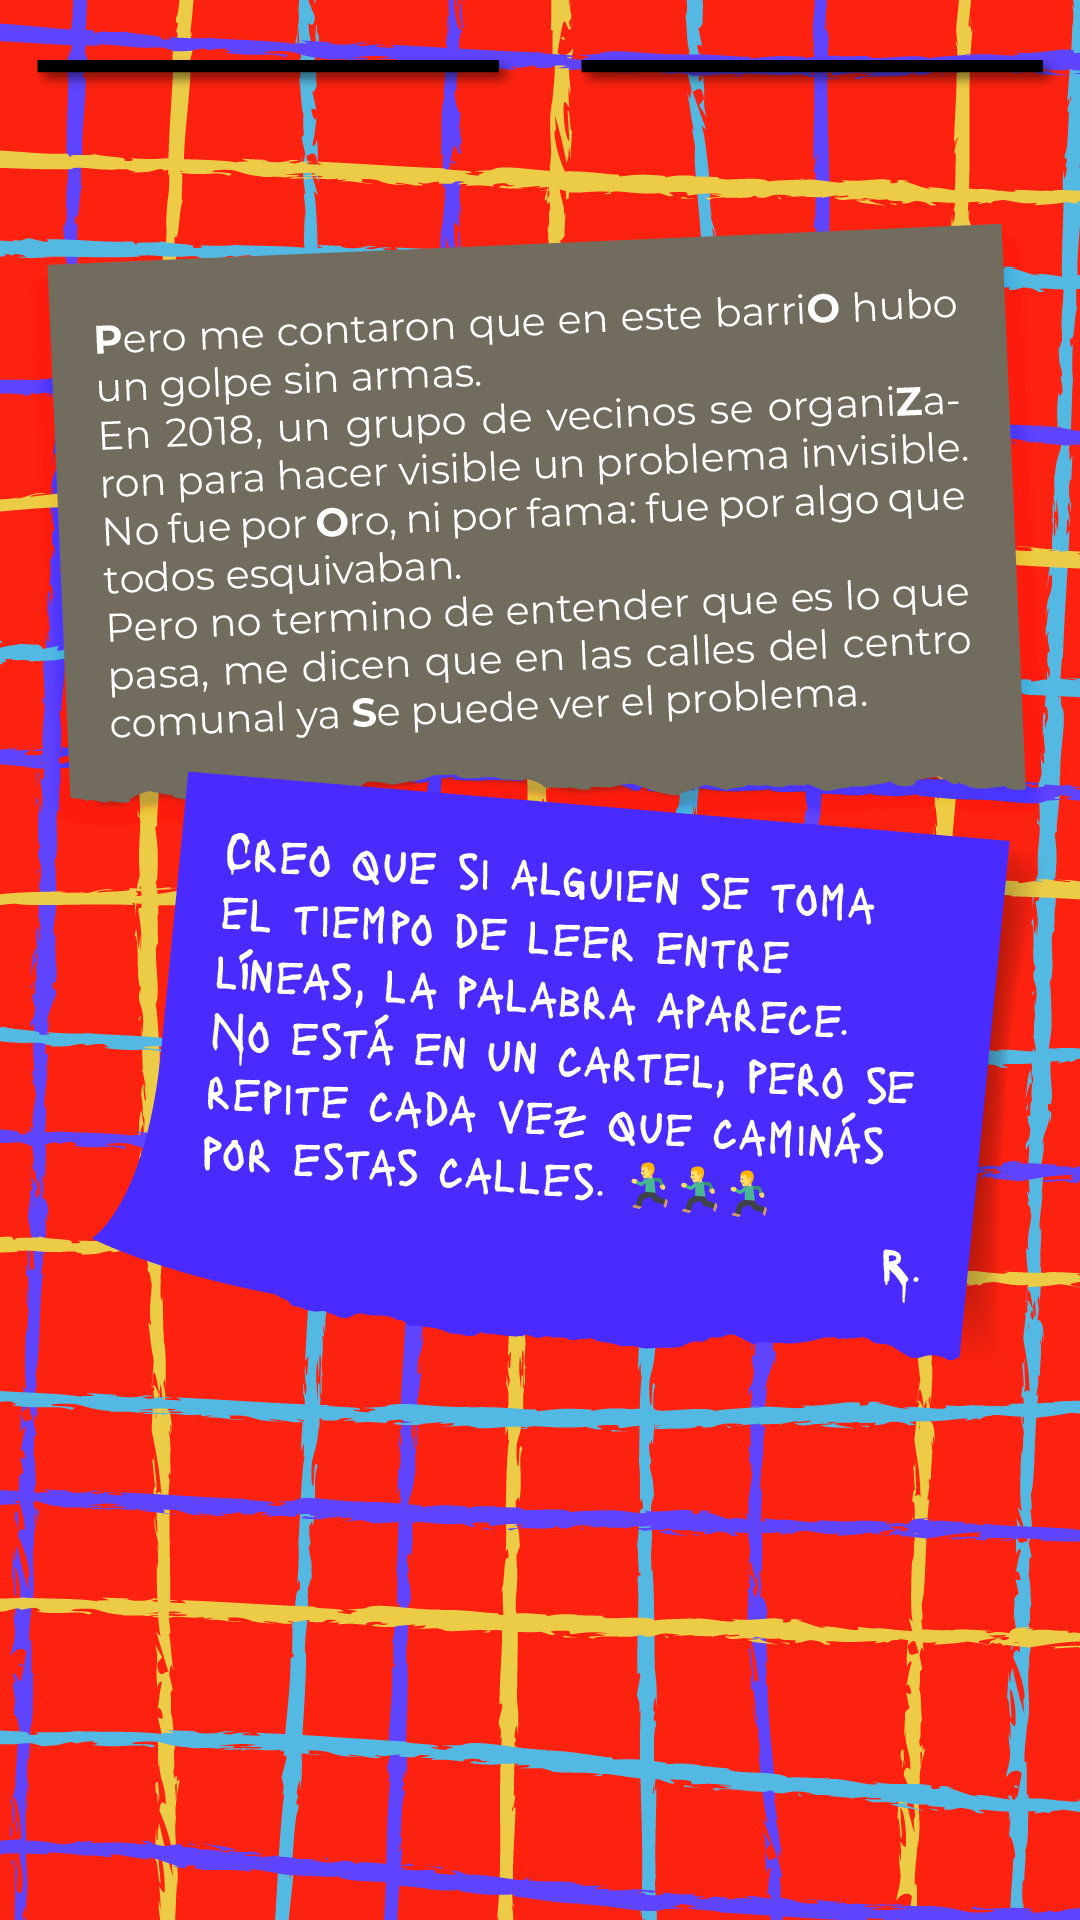 Pero me contaron que en este barriO hubo
un golpe sin armas.
En 2018, un grupo de vecinos se organiZa-
ron para hacer visible un problema invisible.
No fue por Oro, ni por fama: fue por algo que
todos esquivaban.
Pero no termino de entender que es lo que
pasa, me dicen que en las calles del centro
comunal ya Se puede ver el problema.
CREO QUE SI ALGUIEN SE TOMA
EL TIEMPO DE LEER ENTRE
LÍNEAS, LA PALABRA APARECE.
NO ESTÁ EN UN CARTEL, PERO SE
REPITE CADA VEZ QUE CAMINÁS
POR ESTAS CALLES. 🏃‍♂️🏃‍♂️🏃‍♂️
R.